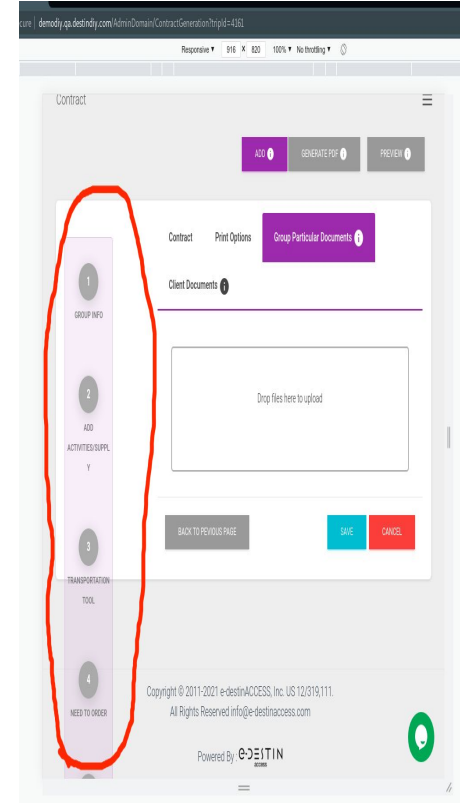 cure | demodiy.qa.destindiy.com/AdminDomain/ContractGeneration?tripId=4161
Responsive ▼ 916 X 820 100% ▼ No throttling ▼
Contract
ADD i GENERATE PDF i PREVIEW i
Contract Print Options Group Particular Documents i
Client Documents i
1
GROUP INFO
2
ADD
ACTIVITIES/SUPPL
Y
Drop files here to upload
3
TRANSPORTATION
TOOL
BACK TO PEVIOUS PAGE SAVE CANCEL
4
NEED TO ORDER
Copyright © 2011-2021 e-destinACCESS, Inc. US 12/319,111.
All Rights Reserved info@e-destinaccess.com
Powered By : e-DESTIN
access